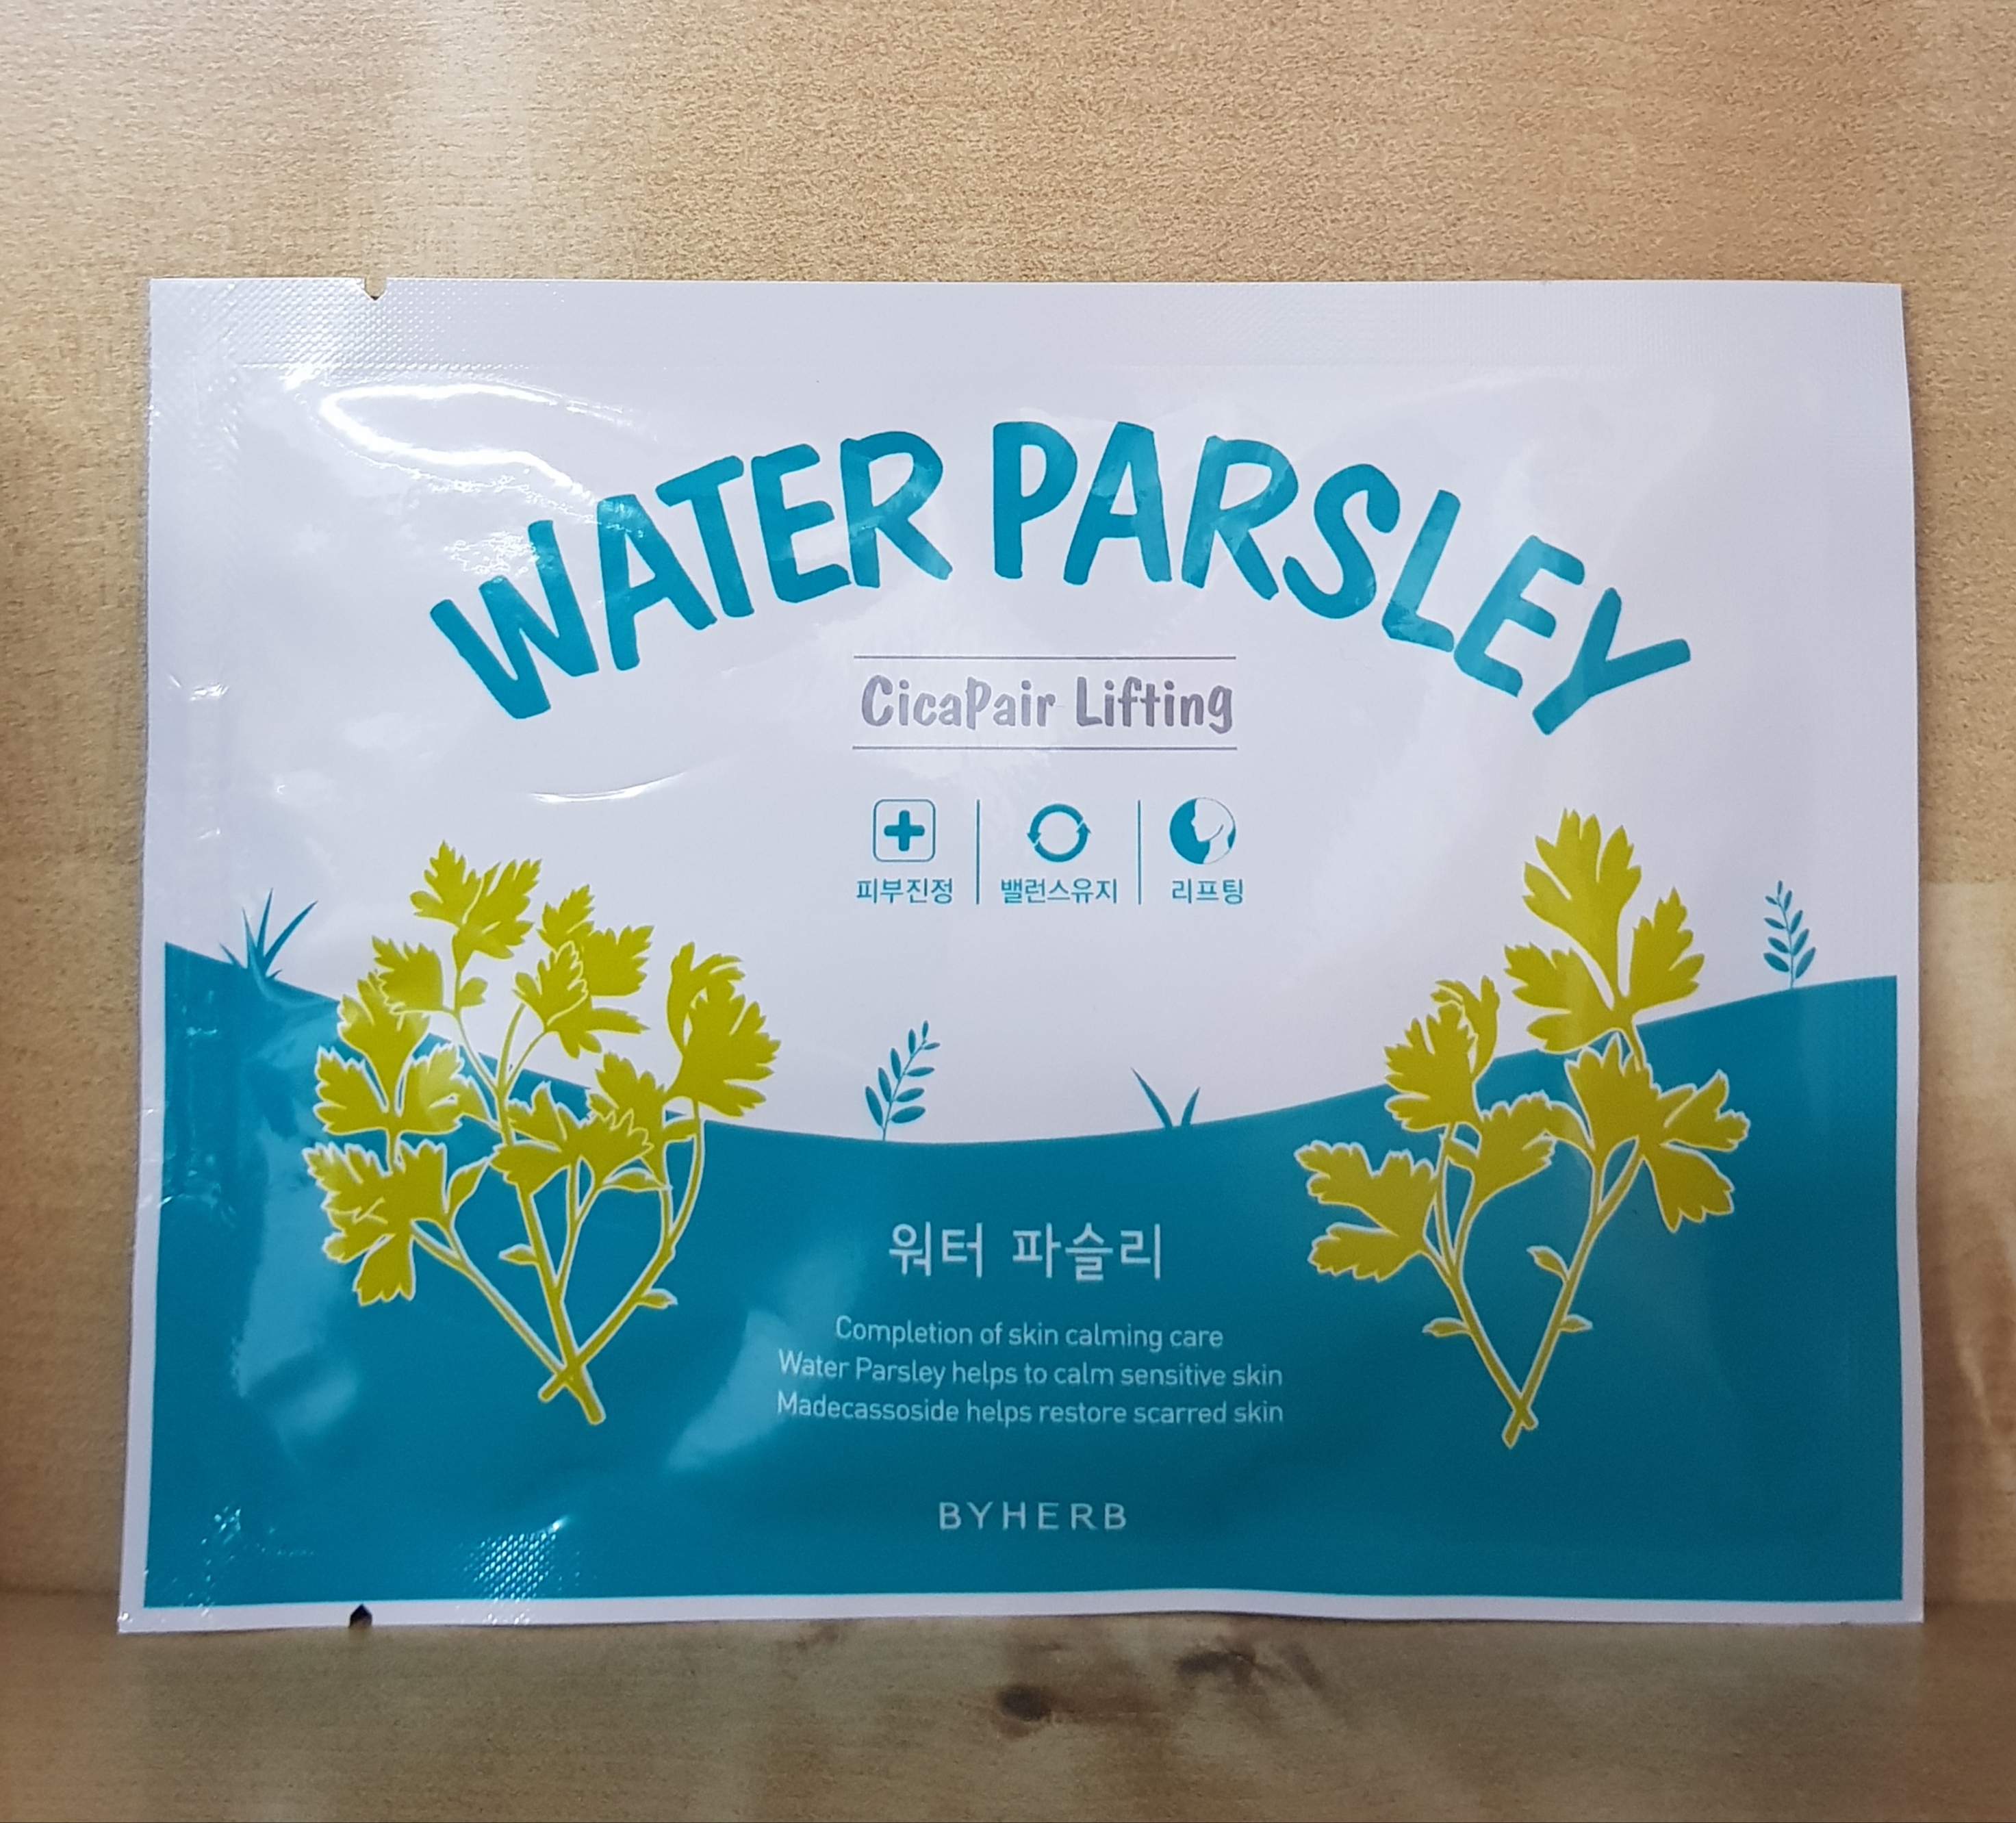 WATER PARSLEY
CicaPair Lifting
피부진정 밸런스유지 리프팅
워터 파슬리
Completion of skin calming care
Water Parsley helps to calm sensitive skin
Madecassoside helps restore scarred skin
BYHERB